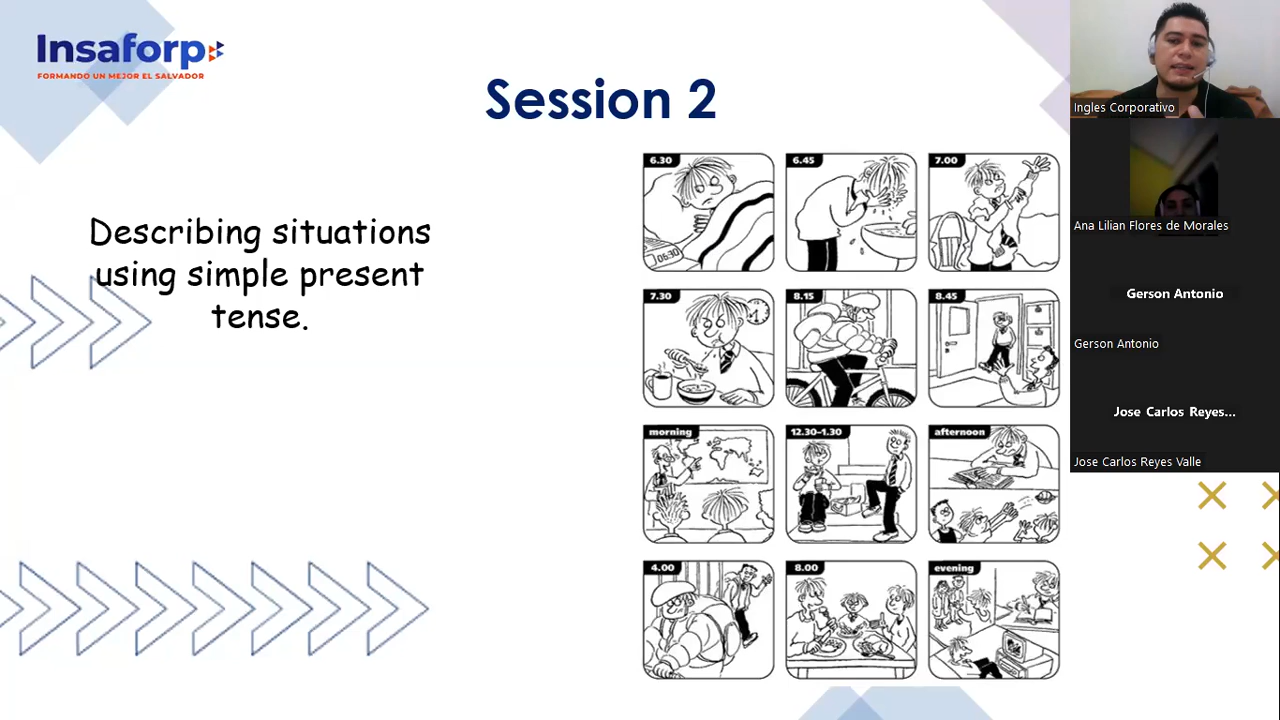 Insaforp
FORMANDO UN MEJOR EL SALVADOR
Session 2
Describing situations
using simple present
tense.
6.30
6.45
7.00
06:30
7.30
8.15
8.45
morning
12.30–1.30
afternoon
4.00
8.00
evening
Ingles Corporativo
Ana Lilian Flores de Morales
Gerson Antonio
Gerson Antonio
Jose Carlos Reyes...
Jose Carlos Reyes Valle